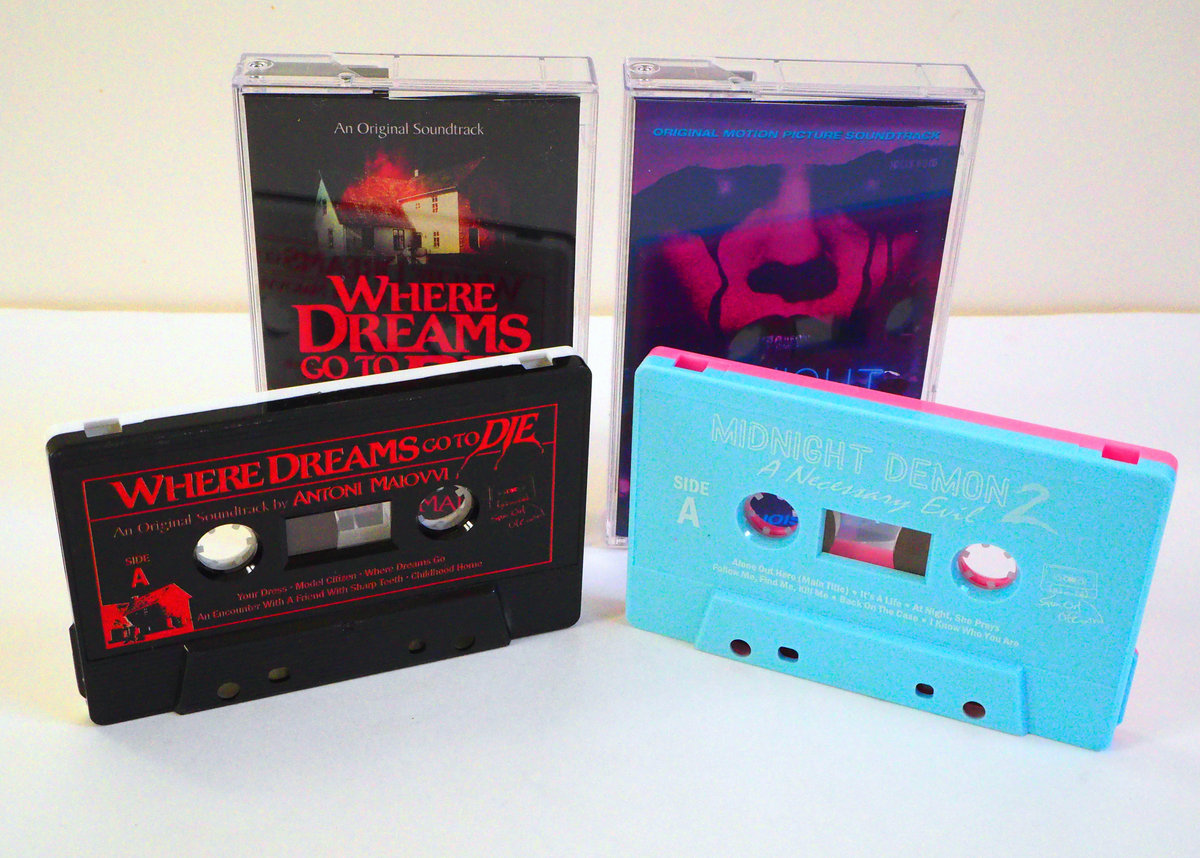 An Original Soundtrack
WHERE
DREAMS
GO TO DIE
ORIGINAL MOTION PICTURE SOUNDTRACK
WHERE DREAMS GO TO DIE
An Original Soundtrack by ANTONI MAIOVVI
SIDE
A
Your Dress • Model Citizen • Where Dreams Go
An Encounter With A Friend With Sharp Teeth • Childhood Home
MIDNIGHT DEMON 2
A Necessary Evil
SIDE
A
Alone Out Here (Main Title) • It's A Life • At Night, She Preys
Follow Me, Find Me, Kill Me • Back On The Case • I Know Who You Are